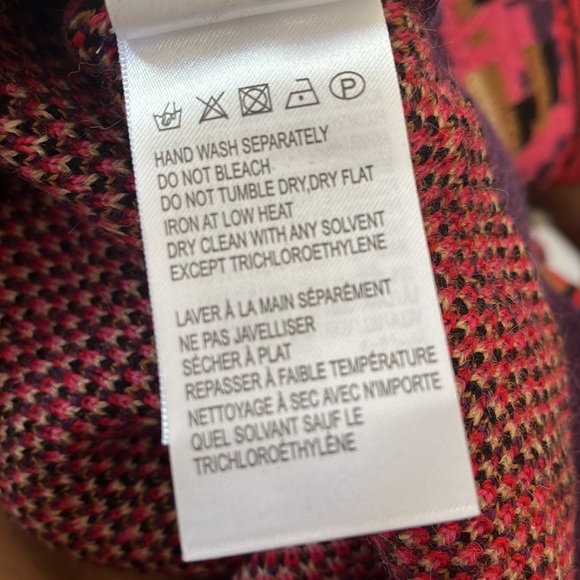 P
HAND WASH SEPARATELY
DO NOT BLEACH
DO NOT TUMBLE DRY,DRY FLAT
IRON AT LOW HEAT
DRY CLEAN WITH ANY SOLVENT
EXCEPT TRICHLOROETHYLENE
LAVER À LA MAIN SÉPARÉMENT
NE PAS JAVELLISER
SÉCHER À PLAT
REPASSER À FAIBLE TEMPÉRATURE
NETTOYAGE À SEC AVEC N'IMPORTE
QUEL SOLVANT SAUF LE
TRICHLOROÉTHYLÈNE